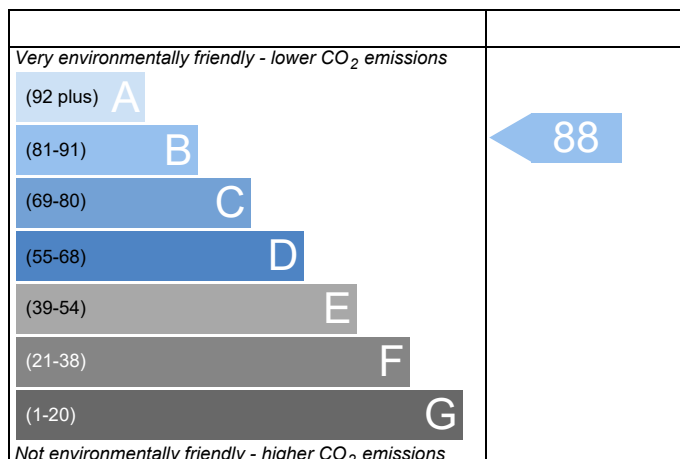 Very environmentally friendly - lower CO₂ emissions
(92 plus) A
(81-91) B
88
(69-80) C
(55-68) D
(39-54) E
(21-38) F
(1-20) G
Not environmentally friendly - higher CO₂ emissions